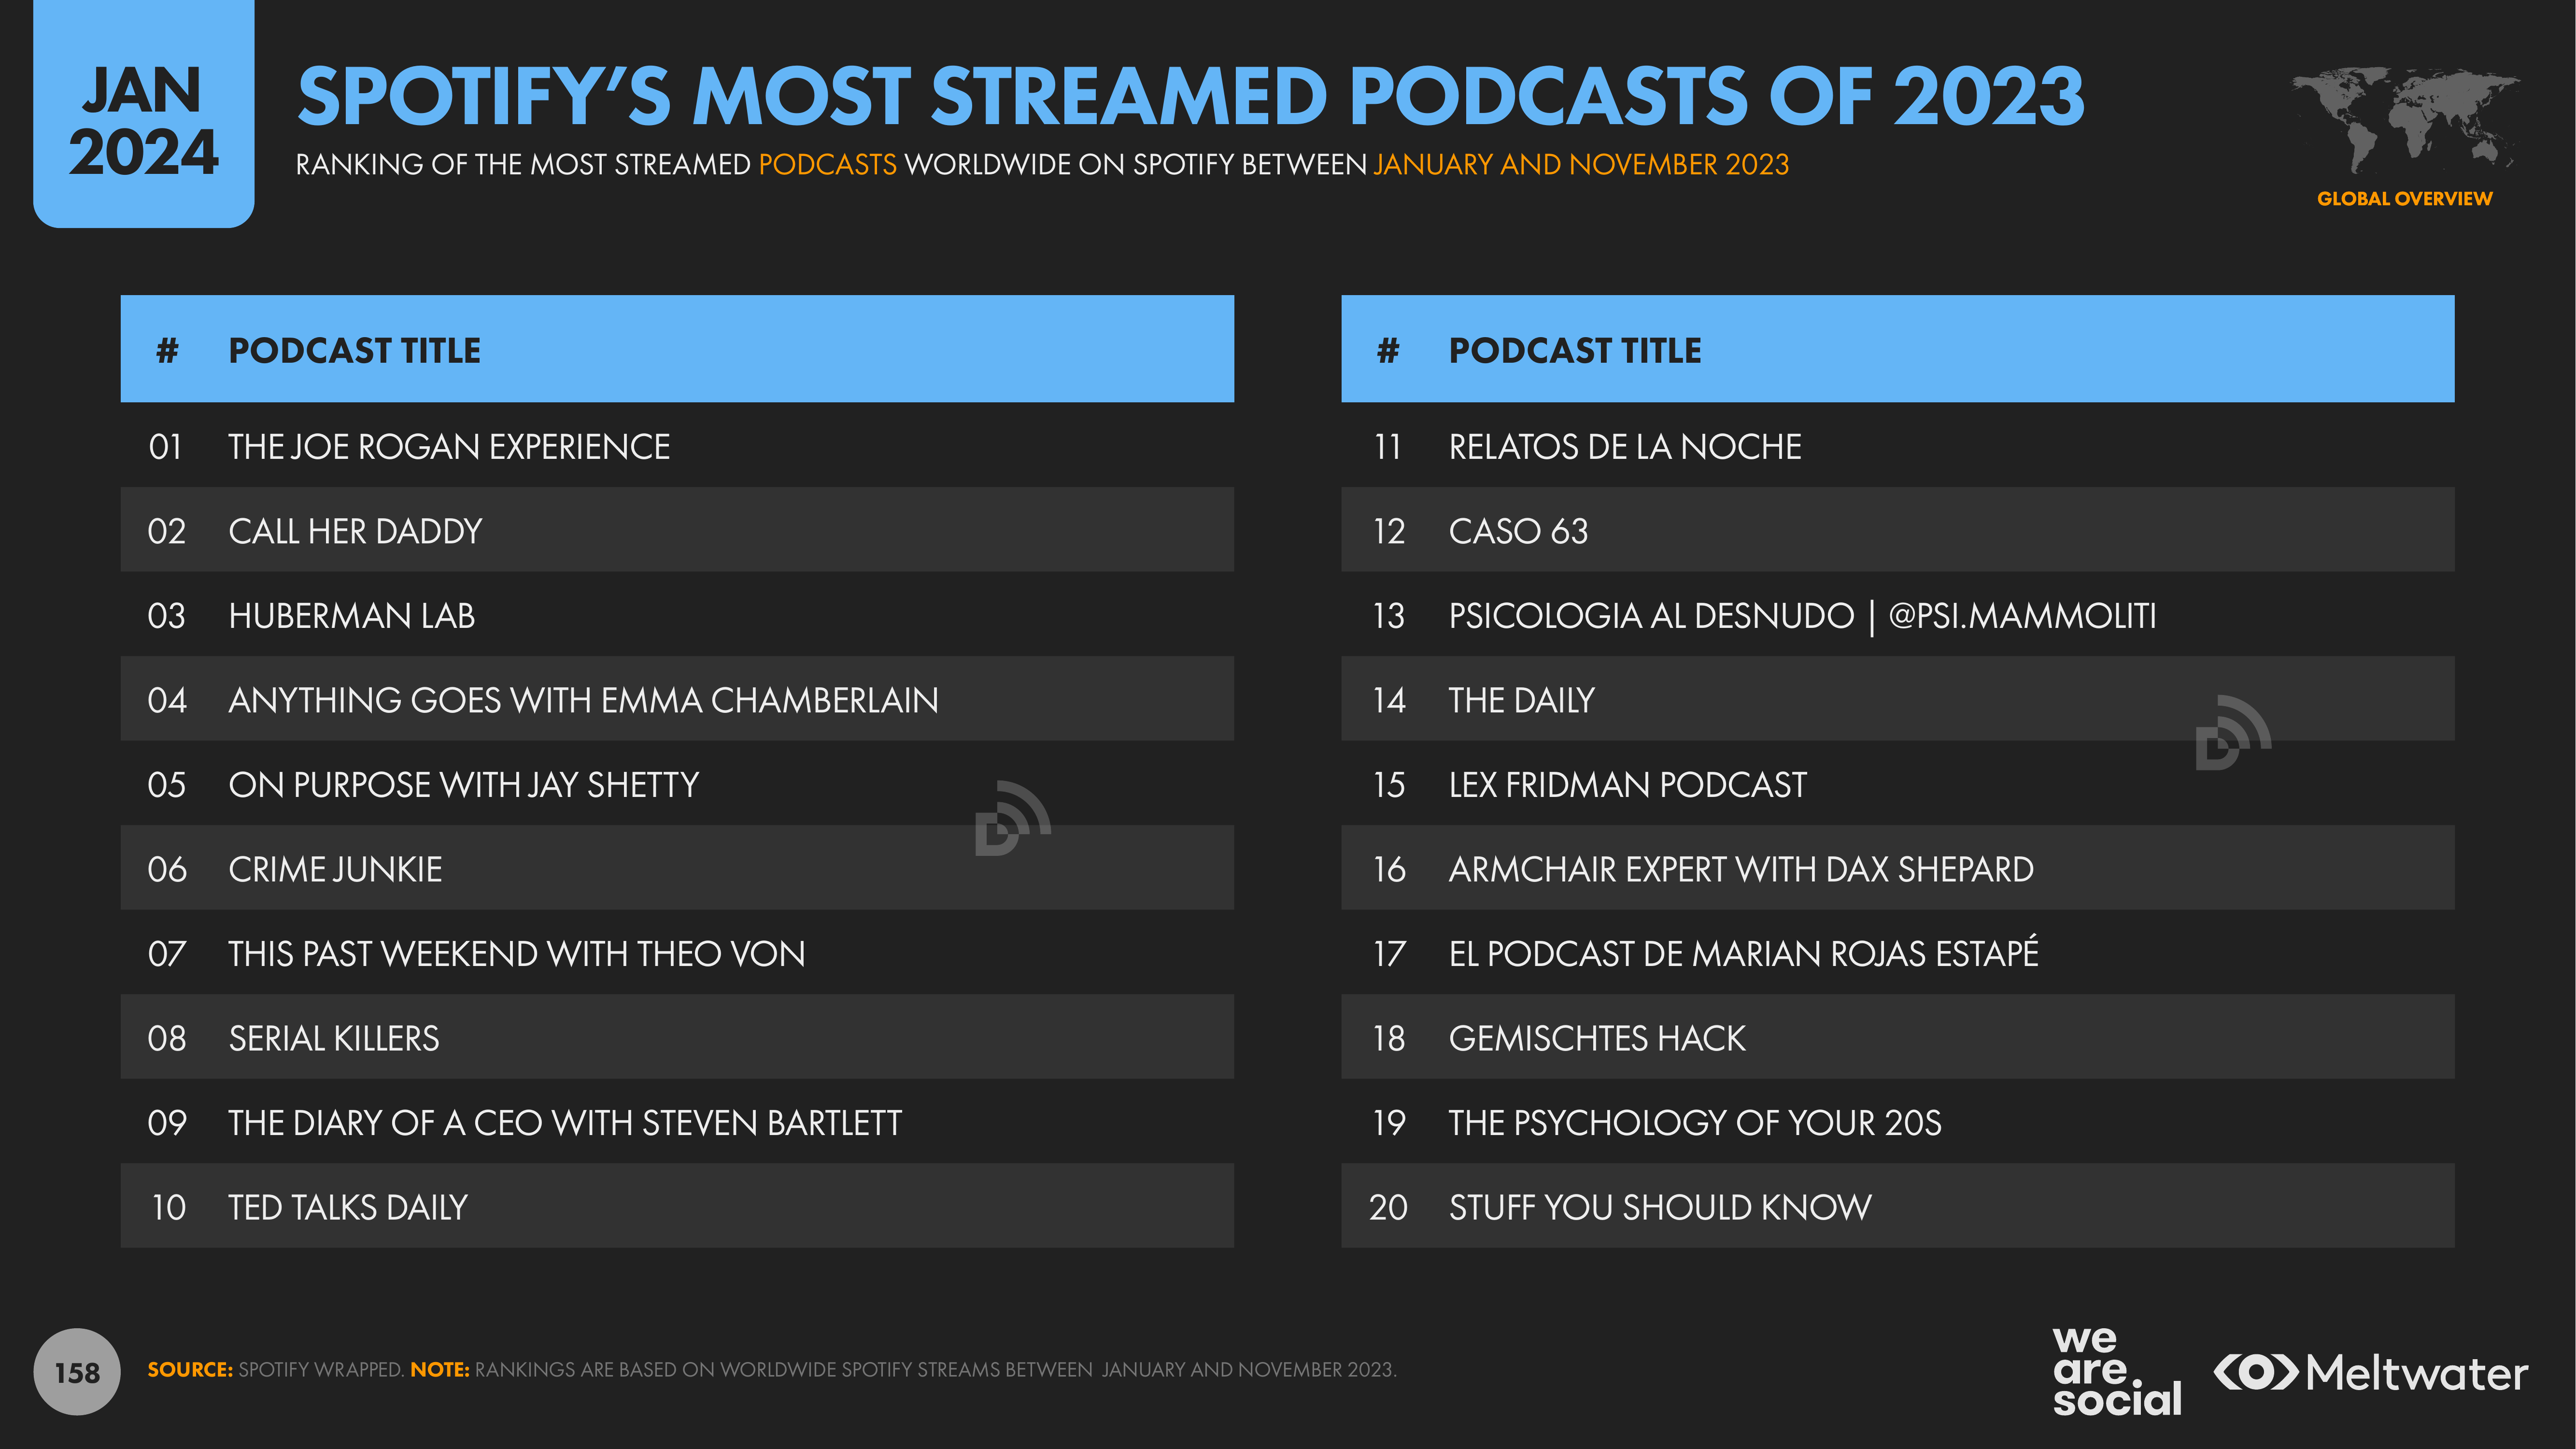 JAN
2024
SPOTIFY'S MOST STREAMED PODCASTS OF 2023
RANKING OF THE MOST STREAMED PODCASTS WORLDWIDE ON SPOTIFY BETWEEN JANUARY AND NOVEMBER 2023
GLOBAL OVERVIEW
# PODCAST TITLE
01 THE JOE ROGAN EXPERIENCE
02 CALL HER DADDY
03 HUBERMAN LAB
04 ANYTHING GOES WITH EMMA CHAMBERLAIN
05 ON PURPOSE WITH JAY SHETTY
06 CRIME JUNKIE
07 THIS PAST WEEKEND WITH THEO VON
08 SERIAL KILLERS
09 THE DIARY OF A CEO WITH STEVEN BARTLETT
10 TED TALKS DAILY
# PODCAST TITLE
11 RELATOS DE LA NOCHE
12 CASO 63
13 PSICOLOGIA AL DESNUDO | @PSI.MAMMOLITI
14 THE DAILY
15 LEX FRIDMAN PODCAST
16 ARMCHAIR EXPERT WITH DAX SHEPARD
17 EL PODCAST DE MARIAN ROJAS ESTAPÉ
18 GEMISCHTES HACK
19 THE PSYCHOLOGY OF YOUR 20S
20 STUFF YOU SHOULD KNOW
158
SOURCE: SPOTIFY WRAPPED. NOTE: RANKINGS ARE BASED ON WORLDWIDE SPOTIFY STREAMS BETWEEN JANUARY AND NOVEMBER 2023.
we
are
social
Meltwater